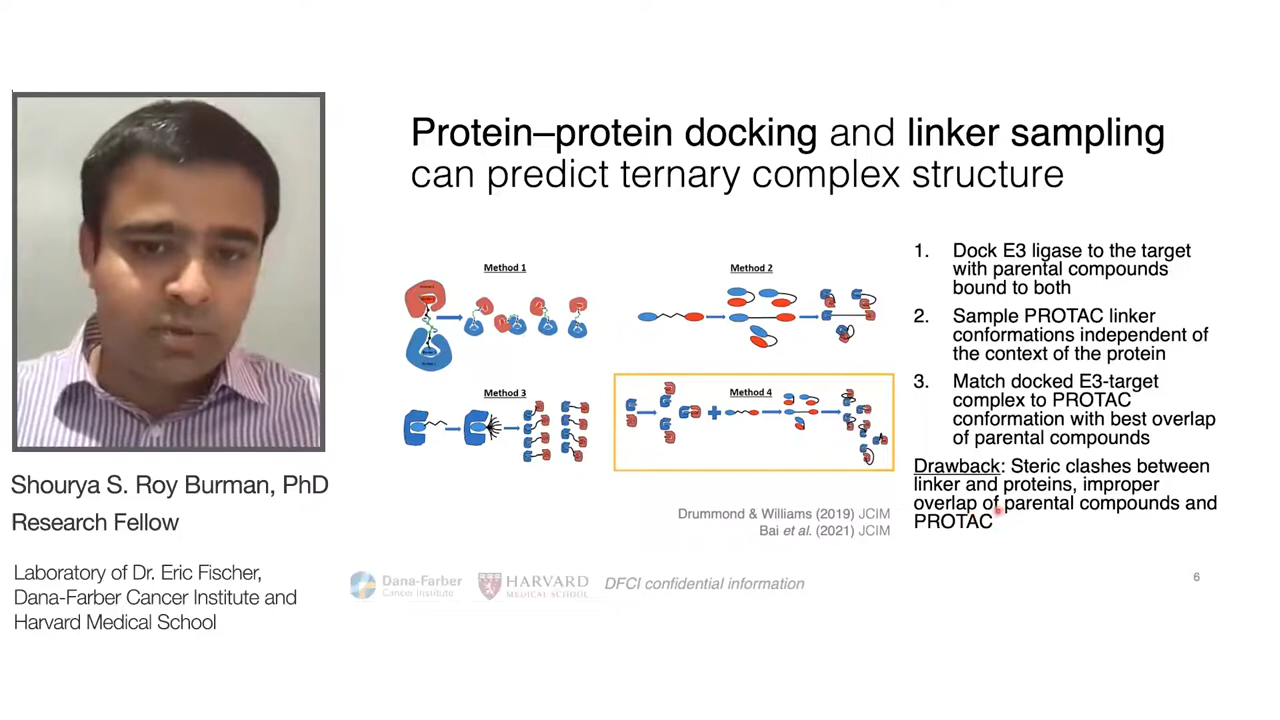 Protein–protein docking and linker sampling
can predict ternary complex structure
Method 1
Method 2
Method 3
Method 4
Drummond & Williams (2019) JCIM
Bai et al. (2021) JCIM
1. Dock E3 ligase to the target
with parental compounds
bound to both
2. Sample PROTAC linker
conformations independent of
the context of the protein
3. Match docked E3-target
complex to PROTAC
conformation with best overlap
of parental compounds
Drawback: Steric clashes between
linker and proteins, improper
overlap of parental compounds and
PROTAC
Shourya S. Roy Burman, PhD
Research Fellow
Laboratory of Dr. Eric Fischer,
Dana-Farber Cancer Institute and
Harvard Medical School
Dana-Farber
Cancer Institute
HARVARD
MEDICAL SCHOOL
DFCI confidential information
6